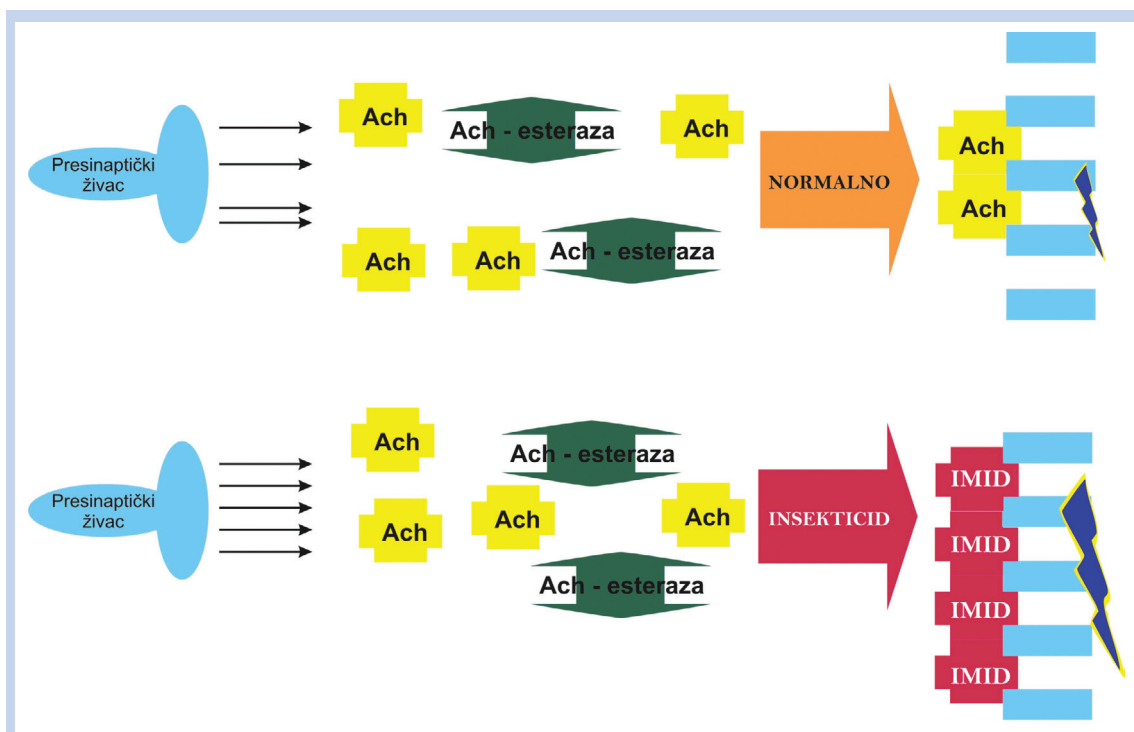 Ach
Ach - esteraza
Ach
Presinaptički
živac
NORMALNO
Ach
Ach
Ach
Ach
Ach - esteraza
Ach
Ach - esteraza
Presinaptički
živac
Ach
Ach
Ach
INSEKTICID
Ach - esteraza
IMID
IMID
IMID
IMID